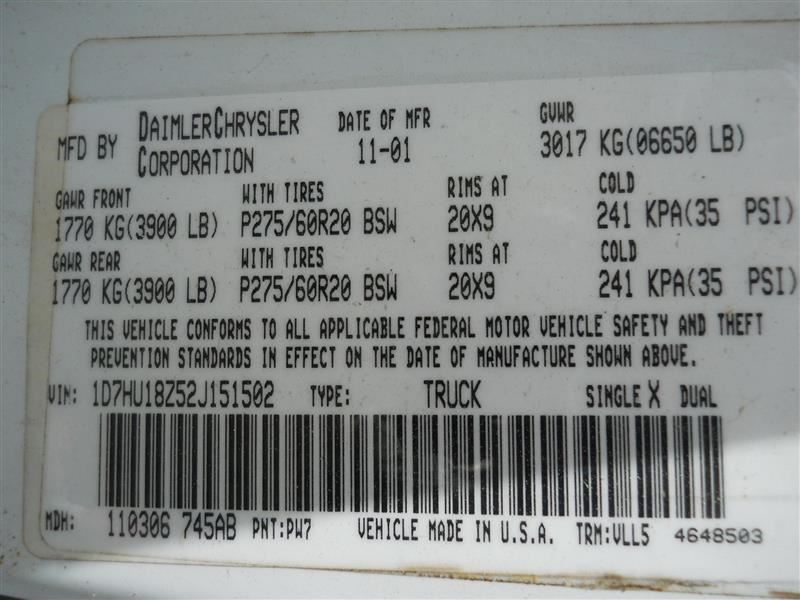 MFD BY DAIMLERCHRYSLER CORPORATION DATE OF MFR 11-01 GVWR 3017 KG(06650 LB)
GAWR FRONT WITH TIRES RIMS AT COLD
1770 KG(3900 LB) P275/60R20 BSW 20X9 241 KPA(35 PSI)
GAWR REAR WITH TIRES RIMS AT COLD
1770 KG(3900 LB) P275/60R20 BSW 20X9 241 KPA(35 PSI)
THIS VEHICLE CONFORMS TO ALL APPLICABLE FEDERAL MOTOR VEHICLE SAFETY AND THEFT
PREVENTION STANDARDS IN EFFECT ON THE DATE OF MANUFACTURE SHOWN ABOVE.
VIN: 1D7HU18Z52J151502 TYPE: TRUCK SINGLE X DUAL
MDH: 110306 745AB PNT:PW7 VEHICLE MADE IN U.S.A. TRM:VLL5 4648503